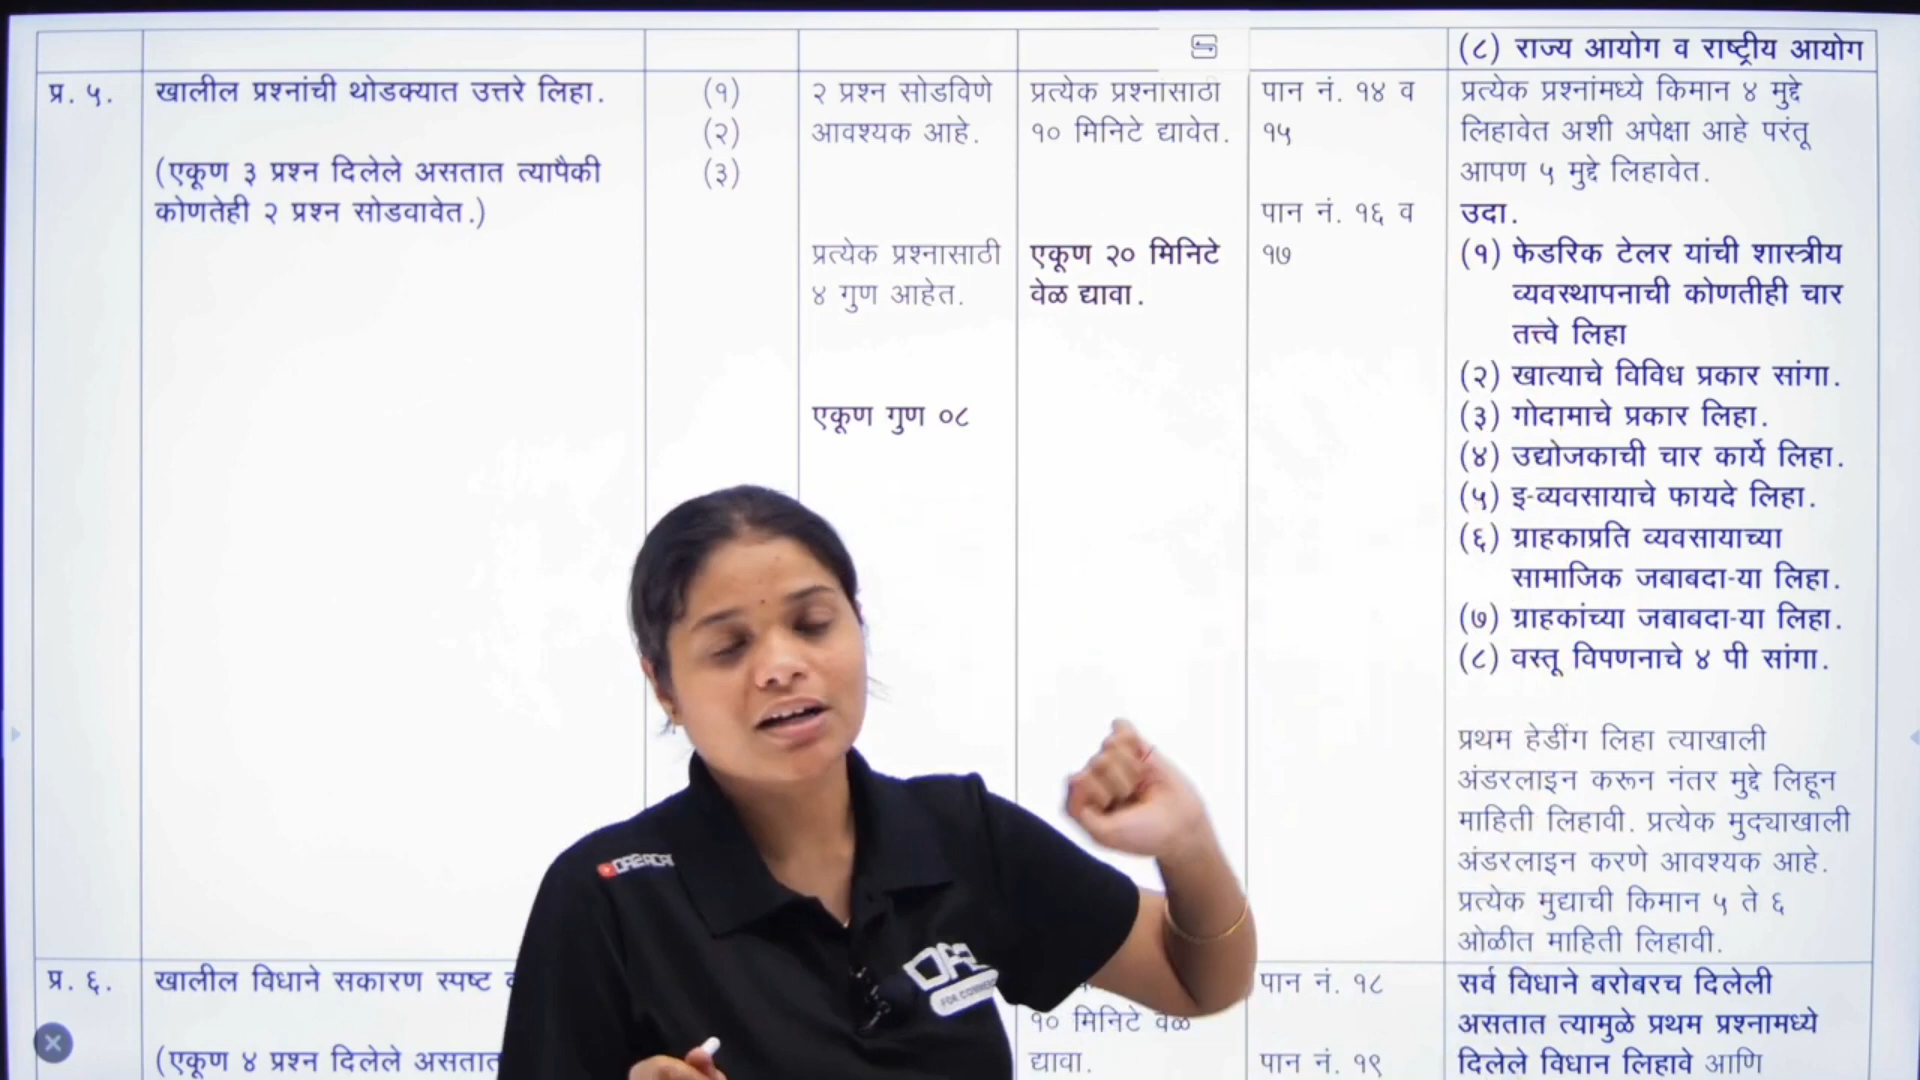 (८) राज्य आयोग व राष्ट्रीय आयोग
प्र. ५.
खालील प्रश्नांची थोडक्यात उत्तरे लिहा.
(एकूण ३ प्रश्न दिलेले असतात त्यापैकी
कोणतेही २ प्रश्न सोडवावेत.)
(१)
(२)
(३)
२ प्रश्न सोडविणे
आवश्यक आहे.
प्रत्येक प्रश्नासाठी
४ गुण आहेत.
एकूण गुण ०८
प्रत्येक प्रश्नांसाठी
१० मिनिटे द्यावेत.
एकूण २० मिनिटे
वेळ द्यावा.
पान नं. १४ व
१५
पान नं. १६ व
१७
प्रत्येक प्रश्नांमध्ये किमान ४ मुद्दे
लिहावेत अशी अपेक्षा आहे परंतू
आपण ५ मुद्दे लिहावेत.
उदा.
(१) फेडरिक टेलर यांची शास्त्रीय
व्यवस्थापनाची कोणतीही चार
तत्त्वे लिहा
(२) खात्याचे विविध प्रकार सांगा.
(३) गोदामाचे प्रकार लिहा.
(४) उद्योजकाची चार कार्ये लिहा.
(५) इ-व्यवसायाचे फायदे लिहा.
(६) ग्राहकाप्रति व्यवसायाच्या
सामाजिक जबाबदा-या लिहा.
(७) ग्राहकांच्या जबाबदा-या लिहा.
(८) वस्तू विपणनाचे ४ पी सांगा.
प्रथम हेडींग लिहा त्याखाली
अंडरलाइन करून नंतर मुद्दे लिहून
माहिती लिहावी. प्रत्येक मुद्याखाली
अंडरलाइन करणे आवश्यक आहे.
प्रत्येक मुद्याची किमान ५ ते ६
ओळीत माहिती लिहावी.
प्र. ६.
खालील विधाने सकारण स्पष्ट
(एकूण ४ प्रश्न दिलेले असतात
१० मिनिटे वेळ
द्यावा.
पान नं. १८
पान नं. १९
सर्व विधाने बरोबरच दिलेली
असतात त्यामुळे प्रथम प्रश्नामध्ये
दिलेले विधान लिहावे आणि
FOR COMMERCE